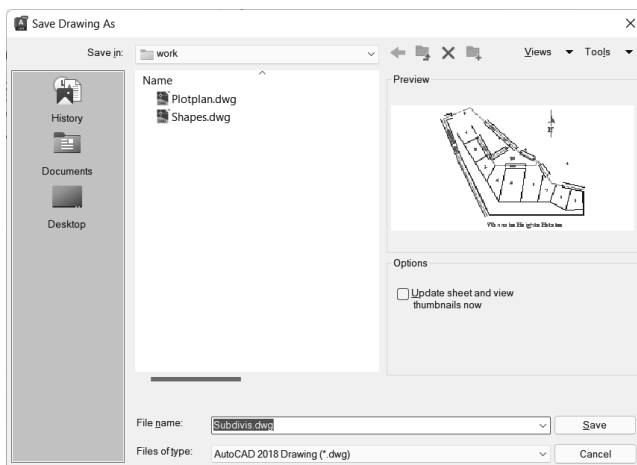 Save Drawing As
Save in: work
Views Tools
History
Documents
Desktop
Name
Plotplan.dwg
Shapes.dwg
Preview
Estates
Options
Update sheet and view
thumbnails now
File name: Subdivis.dwg Save
Files of type: AutoCAD 2018 Drawing (*.dwg) Cancel